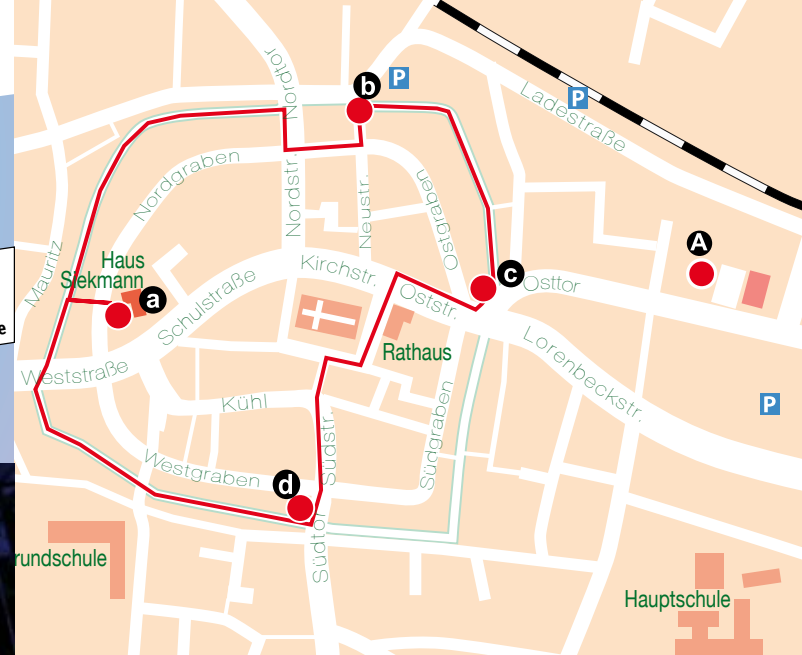 b
P
P
Nordtor
Ladestraße
Nordgraben
Nordstr.
Neustr.
Ostgraben
A
Mauritz
Haus
Siekmann
a
Kirchstr.
c
Osttor
Schulstraße
Oststr.
e
Rathaus
Lorenbeckstr.
Weststraße
Kühl
P
Südstr.
Südgraben
Westgraben
d
Südtor
rundschule
Hauptschule